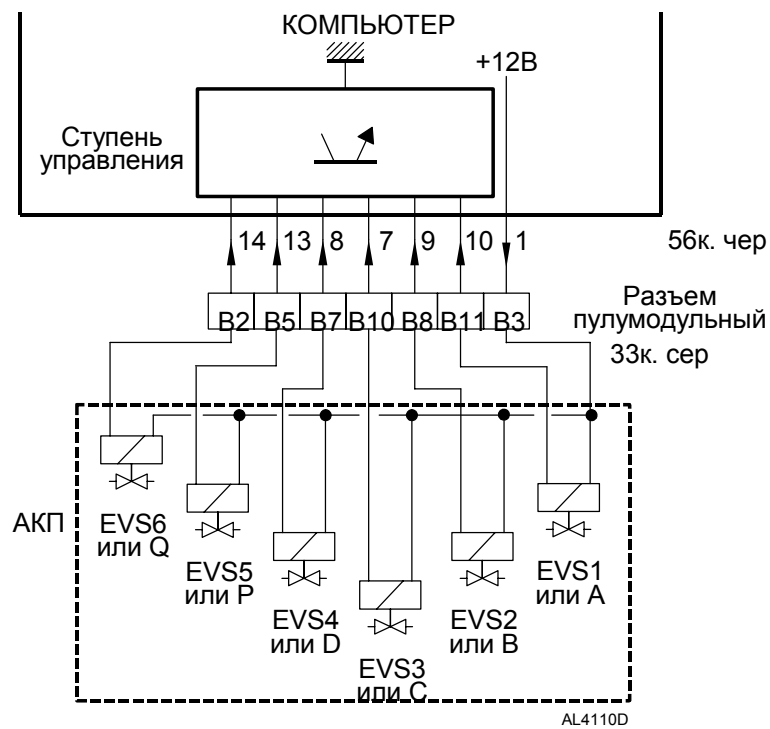 КОМПЬЮТЕР
+12В
Ступень
управления
14 13 8 7 9 10 1
56к. чер
Разъем
пулумодульный
33к. сер
B2 B5 B7 B10 B8 B11 B3
АКП
EVS6
или Q
EVS5
или P
EVS4
или D
EVS3
или C
EVS2
или B
EVS1
или A
AL4110D